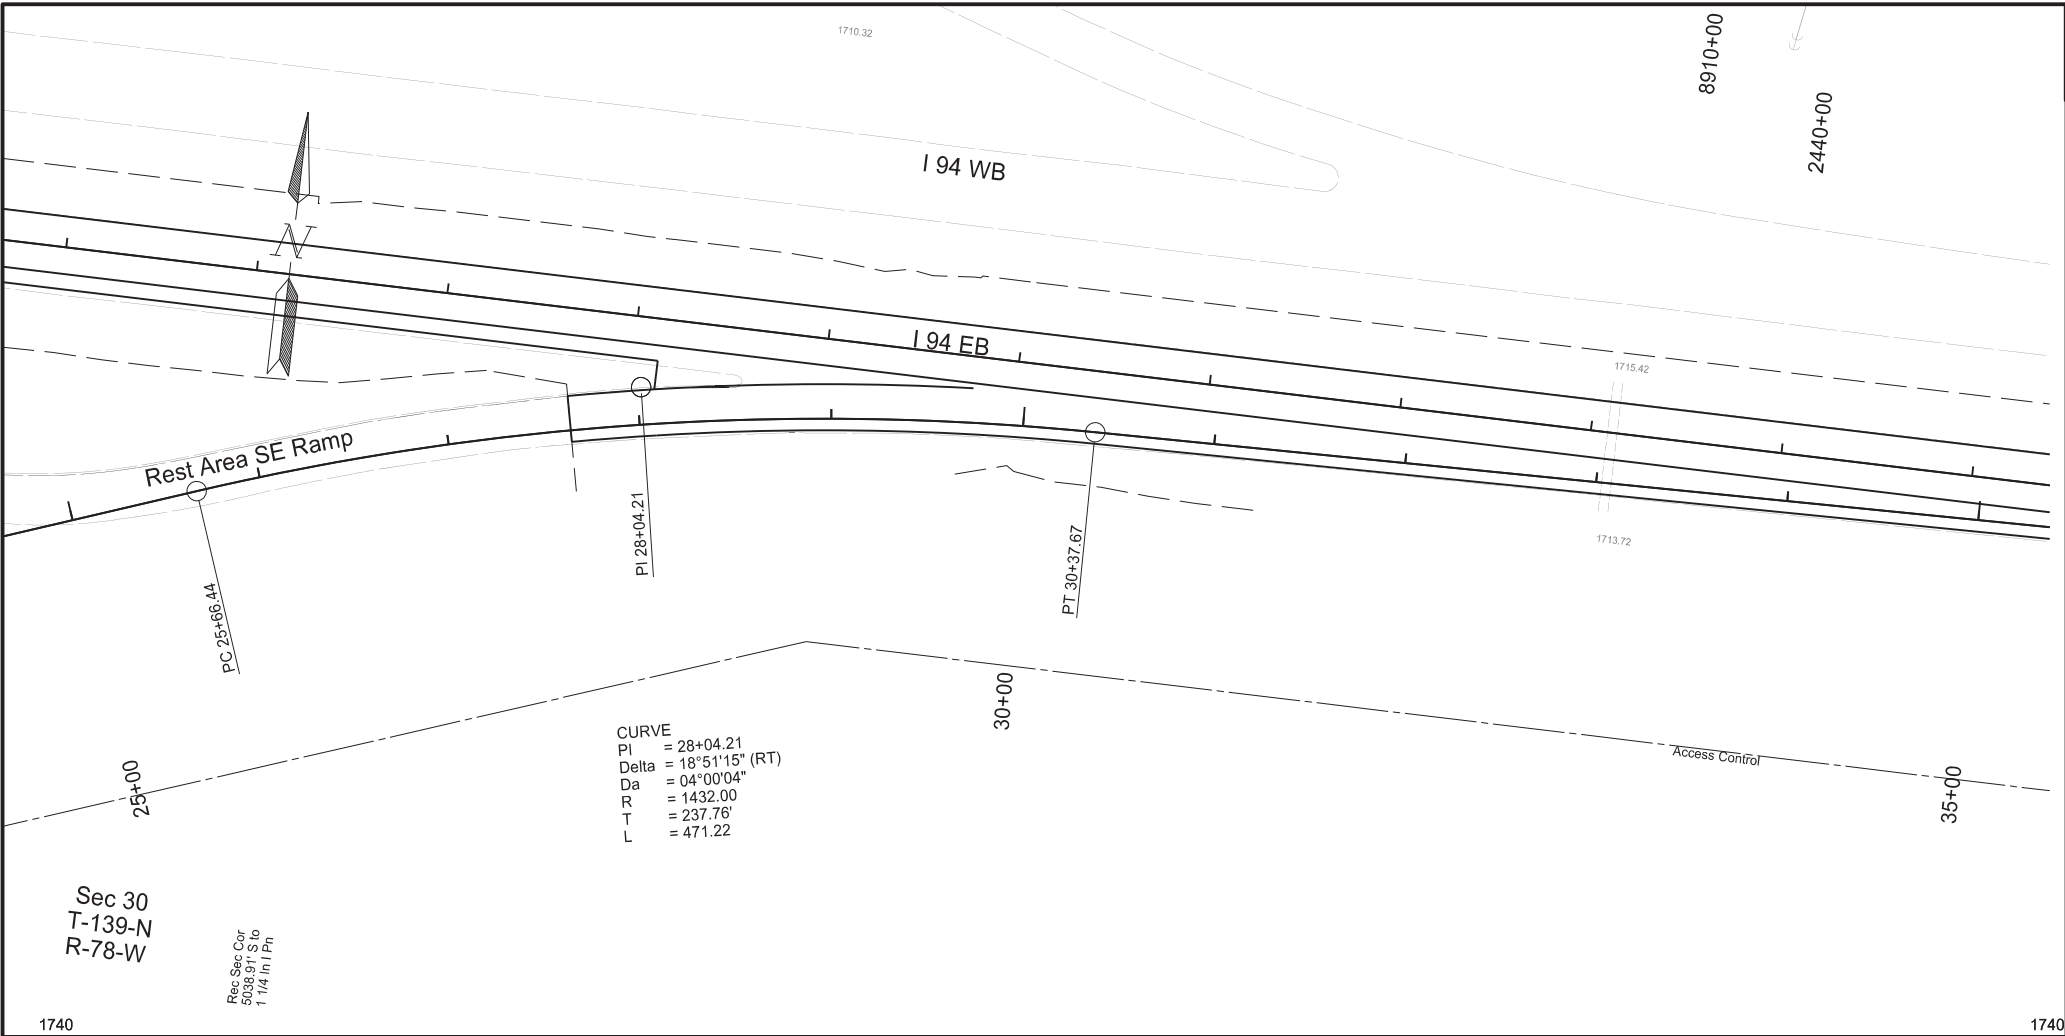 1710.32
8910+00
2440+00
I 94 WB
N
I 94 EB
1715.42
Rest Area SE Ramp
PI 28+04.21
PT 30+37.67
1713.72
PC 25+66.44
30+00
CURVE
PI = 28+04.21
Delta = 18°51'15" (RT)
Da = 04°00'04"
R = 1432.00
T = 237.76'
L = 471.22
Access Control
25+00
35+00
Sec 30
T-139-N
R-78-W
Rec Sec Cor
5038.91' S to
1 1/4 In I Pn
1740
1740